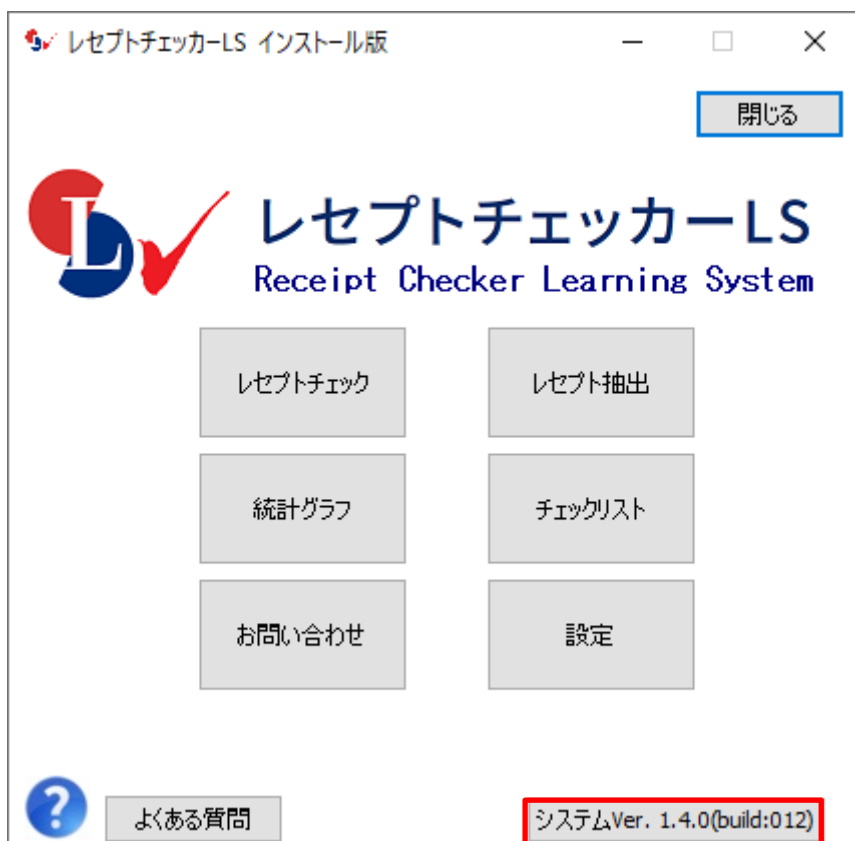 レセプトチェッカーLS インストール版
閉じる
L
レセプトチェッカーLS
Receipt Checker Learning System
レセプトチェック
レセプト抽出
統計グラフ
チェックリスト
お問い合わせ
設定
?
よくある質問
システムVer. 1.4.0(build:012)